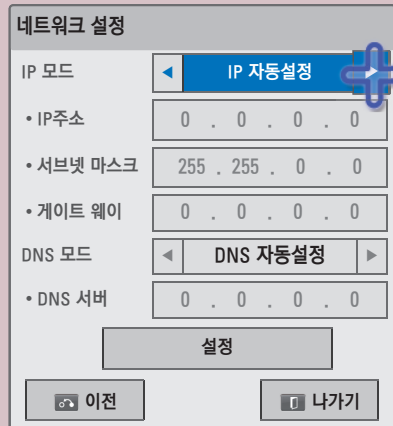 네트워크 설정
IP 모드 ◀ IP 자동설정 ▶
• IP주소 0 . 0 . 0 . 0
• 서브넷 마스크 255 . 255 . 0 . 0
• 게이트 웨이 0 . 0 . 0 . 0
DNS 모드 ◀ DNS 자동설정 ▶
• DNS 서버 0 . 0 . 0 . 0
설정
이전 나가기